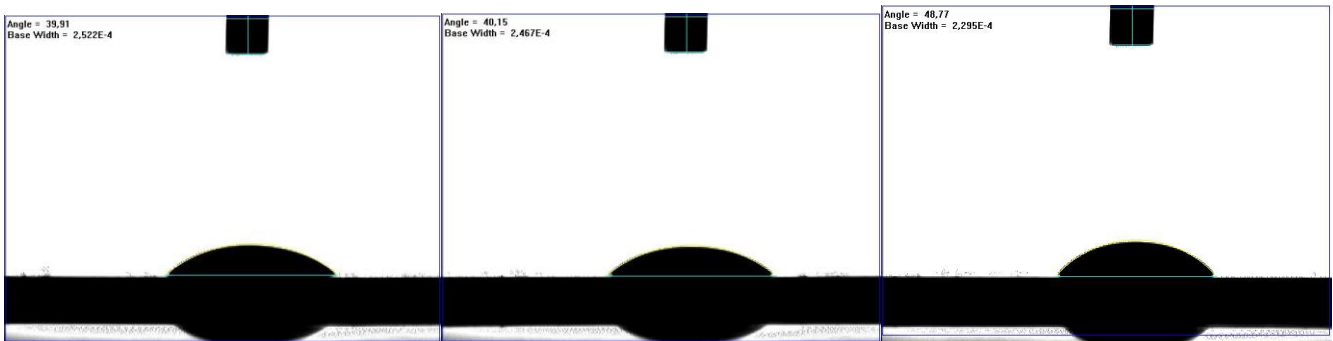 Angle = 39,91
Base Width = 2,522E-4
Angle = 40,15
Base Width = 2,467E-4
Angle = 48,77
Base Width = 2,295E-4